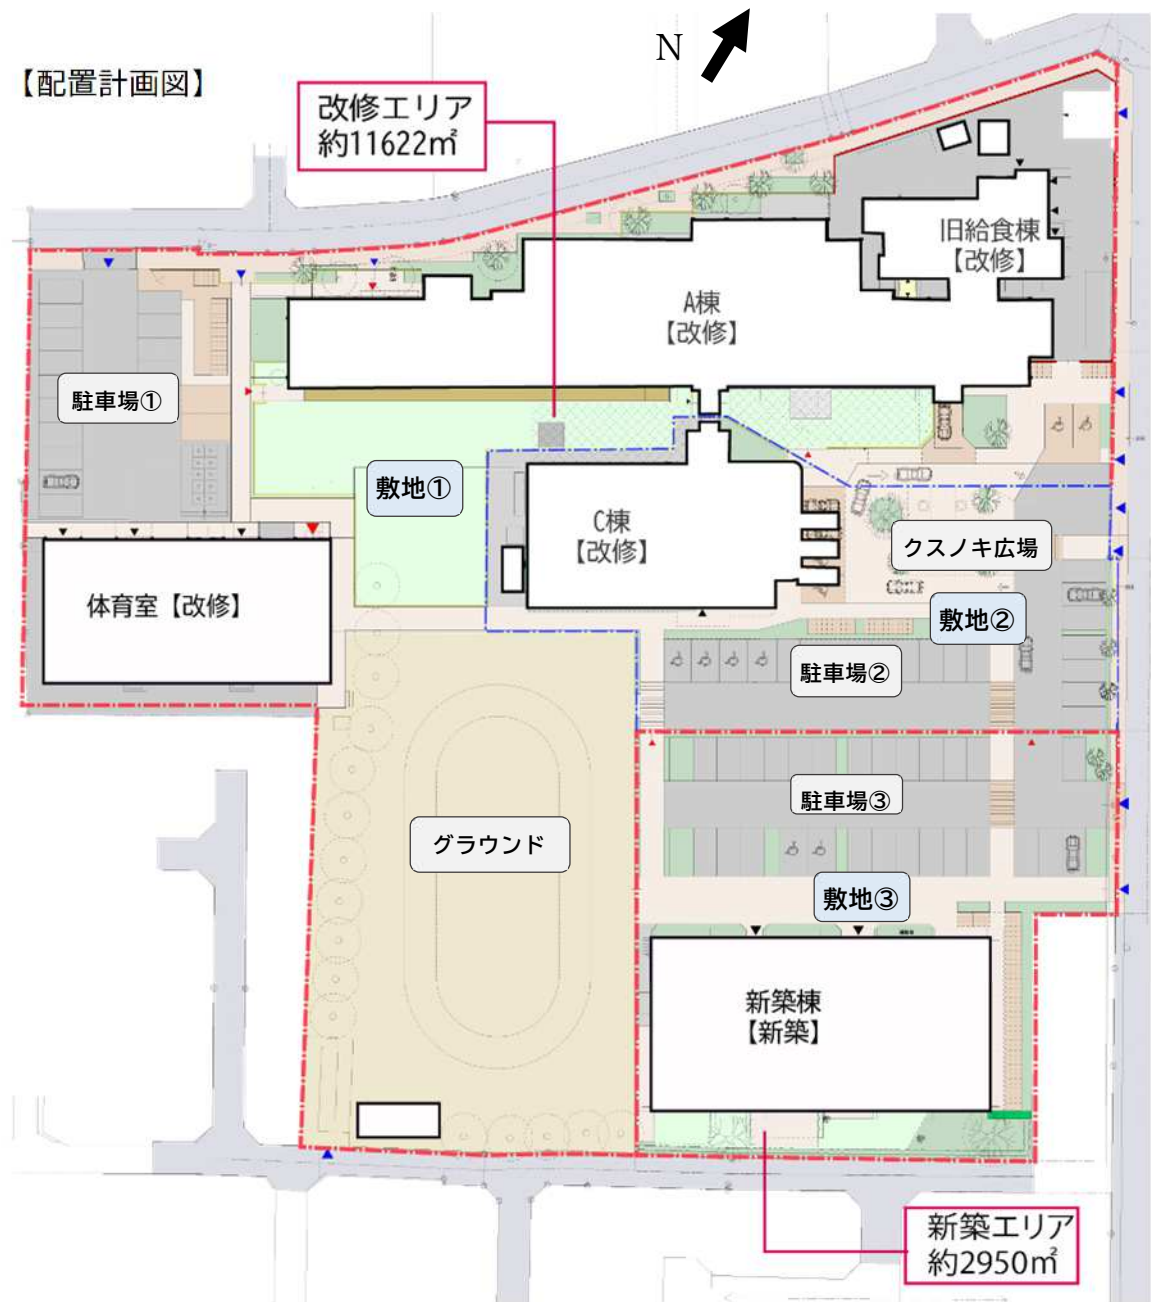 N
【配置計画図】
改修エリア
約11622㎡
旧給食棟
【改修】
A棟
【改修】
駐車場①
敷地①
C棟
【改修】
クスノキ広場
体育室【改修】
敷地②
駐車場②
駐車場③
グラウンド
敷地③
新築棟
【新築】
新築エリア
約2950㎡